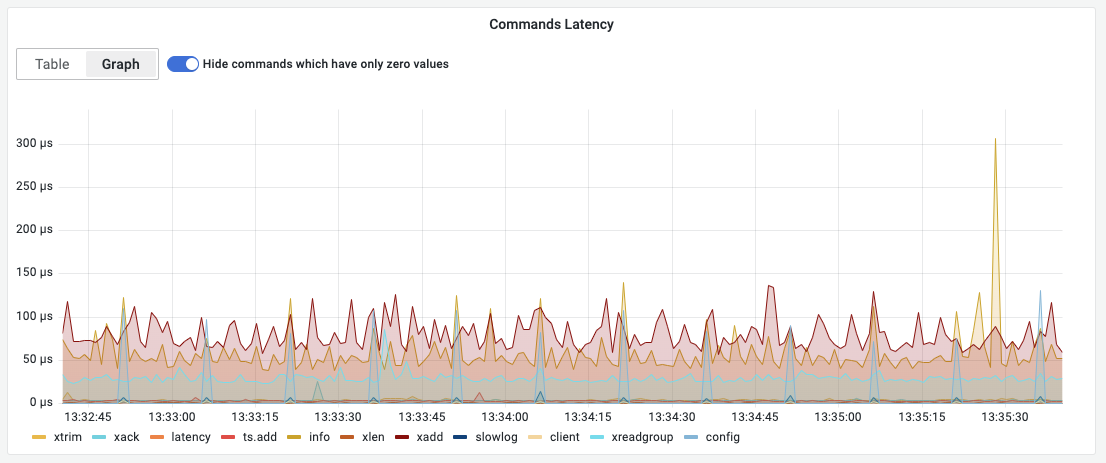 Commands Latency
Table Graph Hide commands which have only zero values
300 µs
250 µs
200 µs
150 µs
100 µs
50 µs
0 µs
13:32:45 13:33:00 13:33:15 13:33:30 13:33:45 13:34:00 13:34:15 13:34:30 13:34:45 13:35:00 13:35:15 13:35:30
xtrim xack latency ts.add info xlen xadd slowlog client xreadgroup config